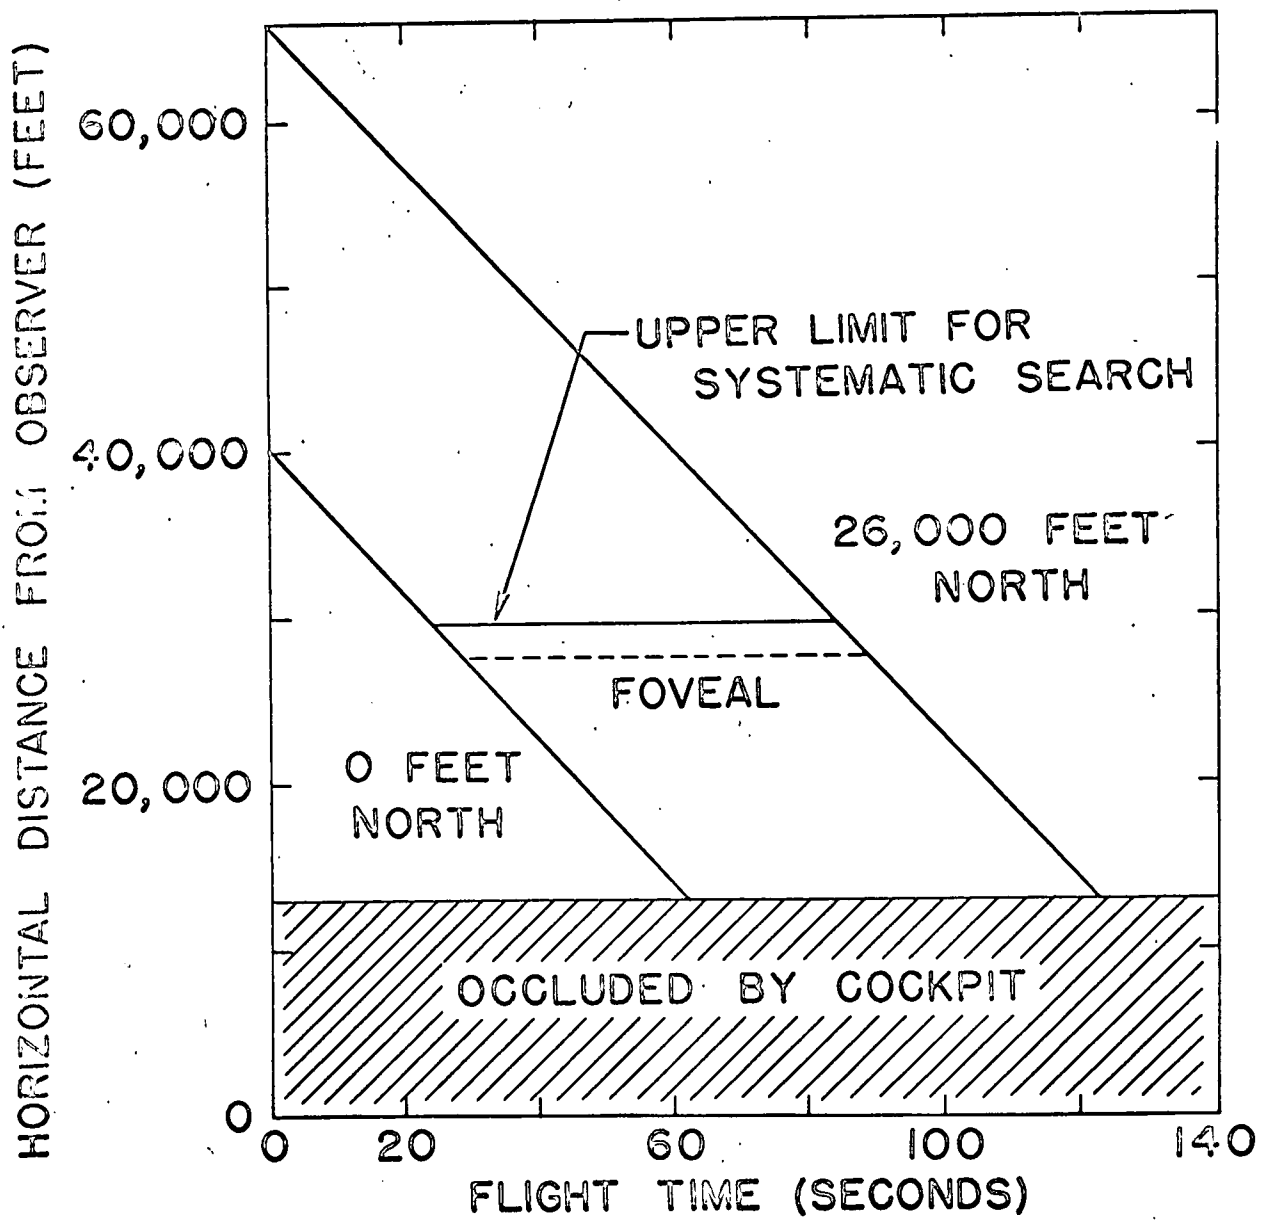 HORIZONTAL DISTANCE FROM OBSERVER (FEET)
60,000
40,000
20,000
0
UPPER LIMIT FOR
SYSTEMATIC SEARCH
26,000 FEET
NORTH
FOVEAL
0 FEET
NORTH
OCCLUDED BY COCKPIT
0 20 60 100 140
FLIGHT TIME (SECONDS)